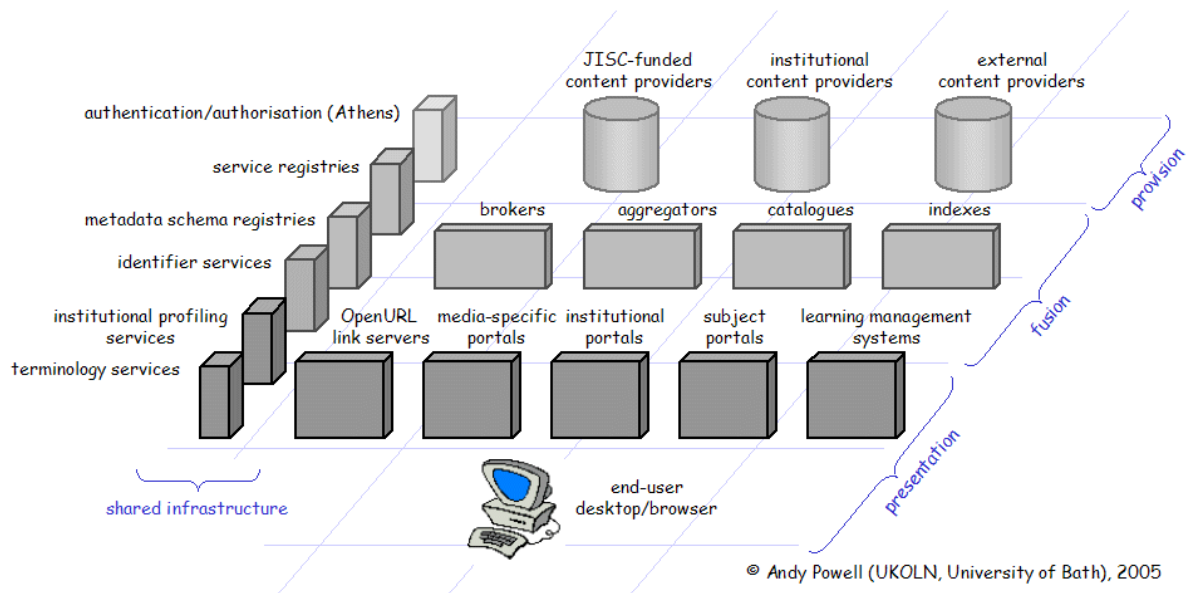 JISC-funded
content providers
institutional
content providers
external
content providers
authentication/authorisation (Athens)
provision
service registries
brokers
aggregators
catalogues
indexes
metadata schema registries
identifier services
fusion
institutional profiling
services
OpenURL
link servers
media-specific
portals
institutional
portals
subject
portals
learning management
systems
terminology services
presentation
shared infrastructure
end-user
desktop/browser
© Andy Powell (UKOLN, University of Bath), 2005